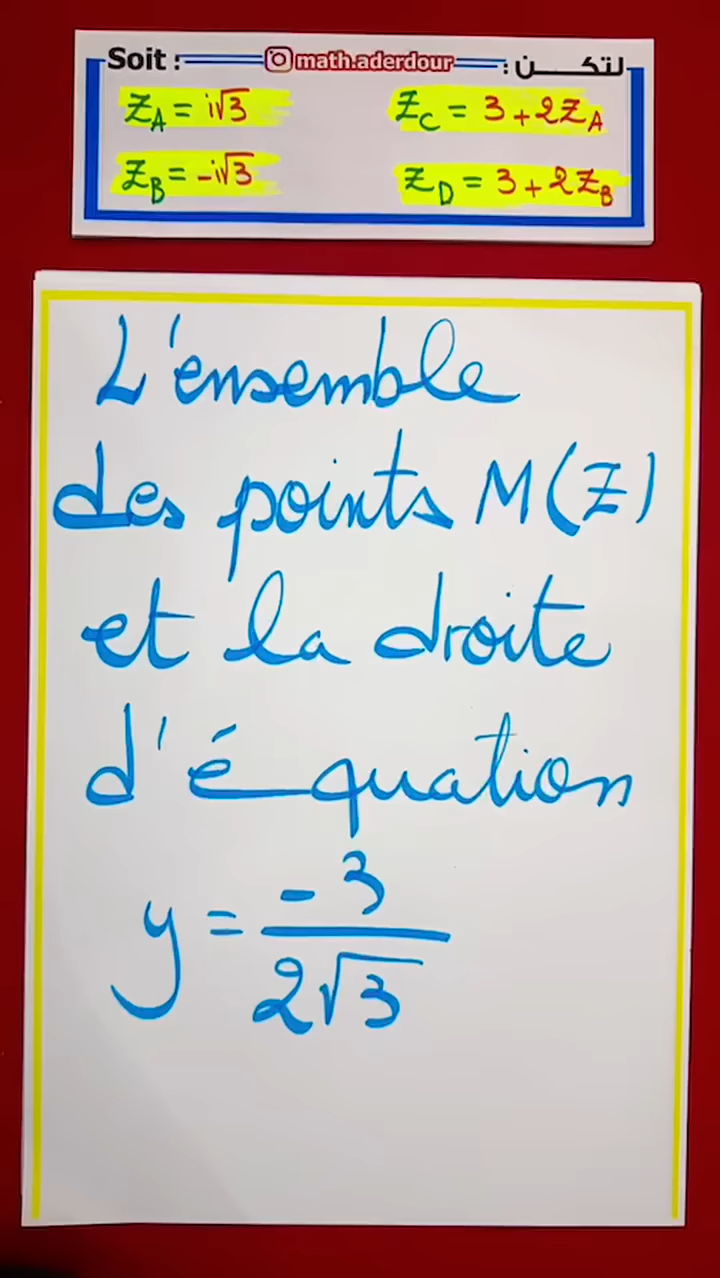 Soit : math.aderdour لتكن :
Z_A = i√3 Z_C = 3 + 2Z_A
Z_B = -i√3 Z_D = 3 + 2Z_B
L'ensemble
des points M(Z)
et la droite
d'équation
y = -3/(2√3)